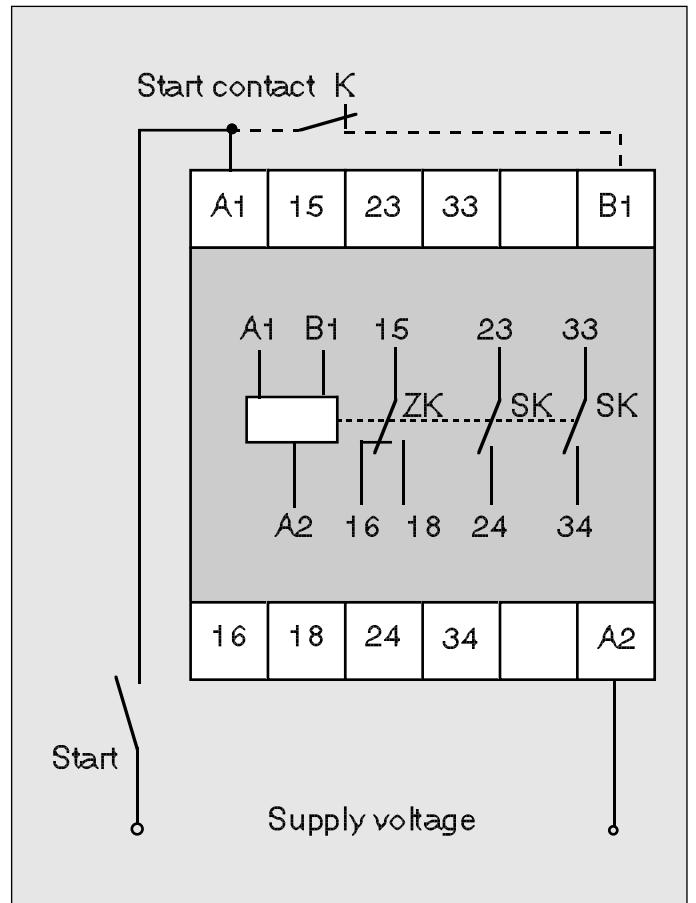 Start contact K
A1 15 23 33 B1
A1 B1 15 23 33
ZK SK SK
A2 16 18 24 34
16 18 24 34 A2
Start
Supply voltage